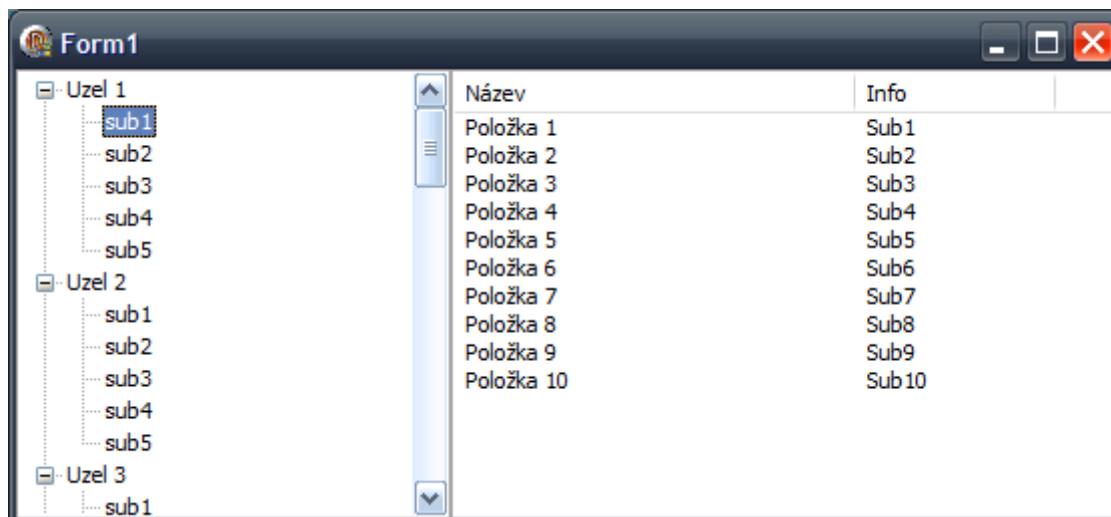 Form1
Uzel 1
sub1
sub2
sub3
sub4
sub5
Uzel 2
sub1
sub2
sub3
sub4
sub5
Uzel 3
sub1
Název Info
Položka 1 Sub1
Položka 2 Sub2
Položka 3 Sub3
Položka 4 Sub4
Položka 5 Sub5
Položka 6 Sub6
Položka 7 Sub7
Položka 8 Sub8
Položka 9 Sub9
Položka 10 Sub10